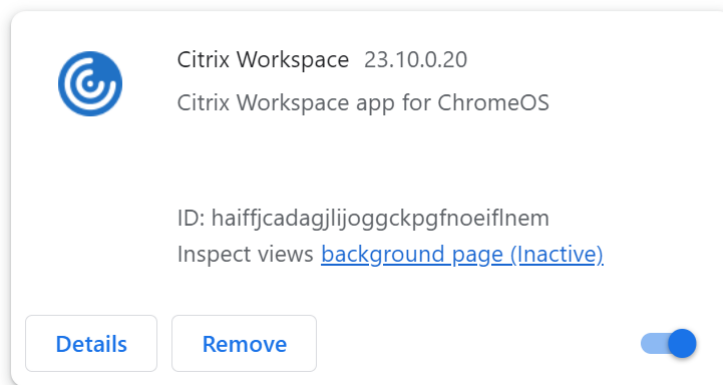 Citrix Workspace 23.10.0.20
Citrix Workspace app for ChromeOS
ID: haiffjcadagjlijoggckpgfnoeiflnem
Inspect views background page (Inactive)
Details Remove